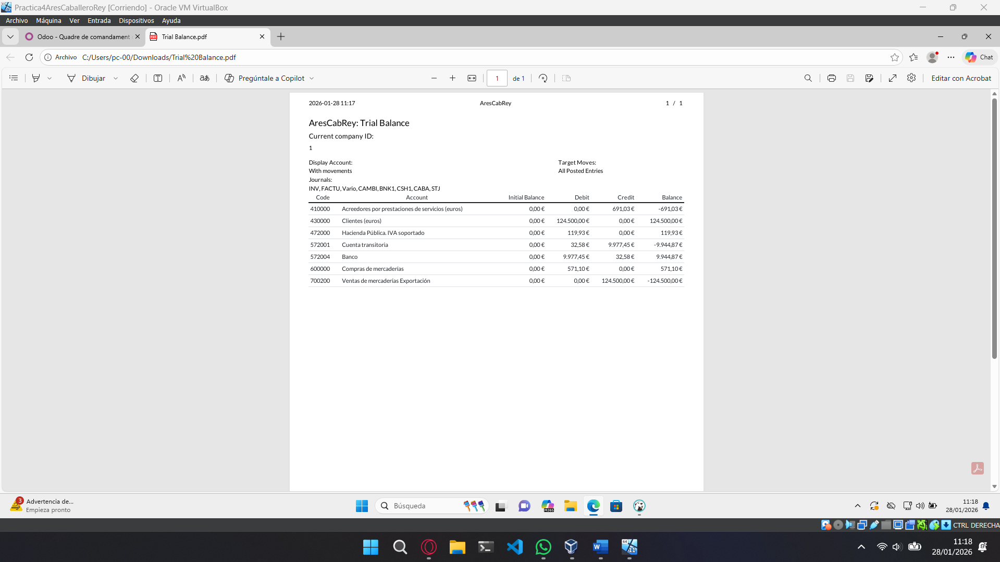 Practica4AresCaballeroRey [Corriendo] - Oracle VM VirtualBox
Archivo Máquina Ver Entrada Dispositivos Ayuda
Odoo - Quadre de comandament
Trial Balance.pdf
Archivo C:/Users/pc-00/Downloads/Trial%20Balance.pdf
Chat
Dibujar
Pregúntale a Copilot
1 de 1
Editar con Acrobat
2026-01-28 11:17 AresCabRey 1 / 1
AresCabRey: Trial Balance
Current company ID:
1
Display Account: Target Moves:
With movements All Posted Entries
Journals:
INV, FACTU, Vario, CAMBI, BNK1, CSH1, CABA, STJ
Code Account Initial Balance Debit Credit Balance
410000 Acreedores por prestaciones de servicios (euros) 0,00 € 0,00 € 691,03 € -691,03 €
430000 Clientes (euros) 0,00 € 124.500,00 € 0,00 € 124.500,00 €
472000 Hacienda Pública. IVA soportado 0,00 € 119,93 € 0,00 € 119,93 €
572001 Cuenta transitoria 0,00 € 32,58 € 9.977,45 € -9.944,87 €
572004 Banco 0,00 € 9.977,45 € 32,58 € 9.944,87 €
600000 Compras de mercaderías 0,00 € 571,10 € 0,00 € 571,10 €
700200 Ventas de mercaderías Exportación 0,00 € 0,00 € 124.500,00 € -124.500,00 €
3
Advertencia de...
Empieza pronto
Búsqueda
11:18
28/01/2026
CTRL DERECHA
11:18
28/01/2026